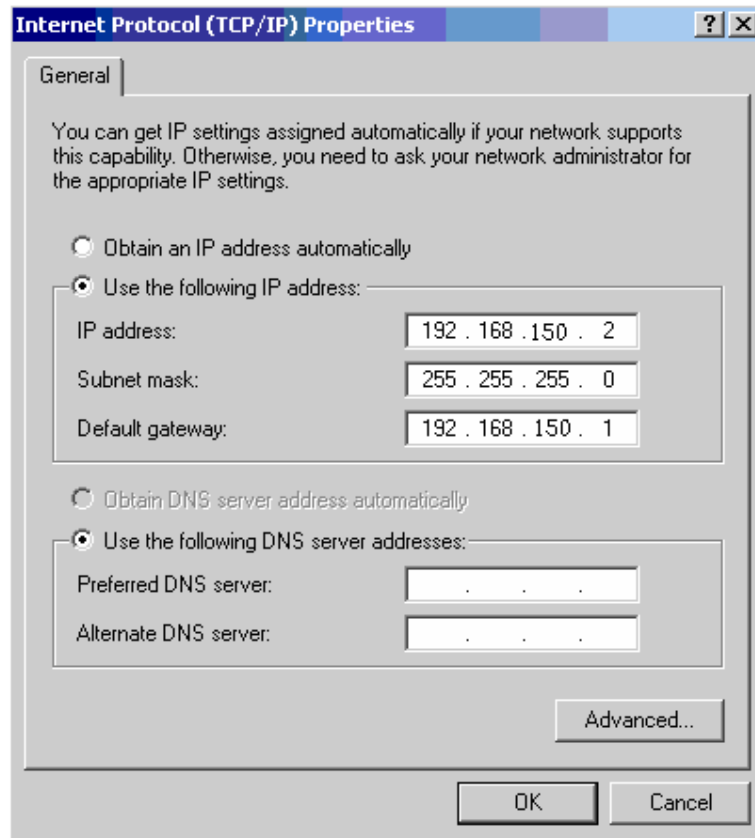 Internet Protocol (TCP/IP) Properties
General
You can get IP settings assigned automatically if your network supports
this capability. Otherwise, you need to ask your network administrator for
the appropriate IP settings.
Obtain an IP address automatically
Use the following IP address:
IP address: 192 . 168 . 150 . 2
Subnet mask: 255 . 255 . 255 . 0
Default gateway: 192 . 168 . 150 . 1
Obtain DNS server address automatically
Use the following DNS server addresses:
Preferred DNS server: . . .
Alternate DNS server: . . .
Advanced...
OK Cancel